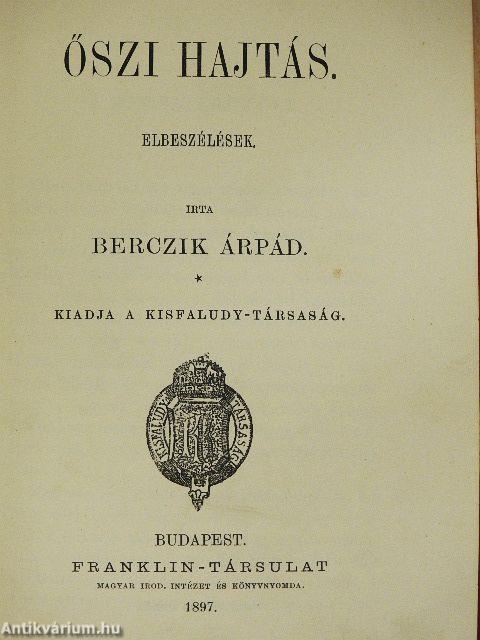 ŐSZI HAJTÁS.
ELBESZÉLÉSEK.
IRTA
BERCZIK ÁRPÁD.
*
KIADJA A KISFALUDY-TÁRSASÁG.
KISFALUDY TÁRSASÁG
BUDAPEST.
FRANKLIN-TÁRSULAT
MAGYAR IROD. INTÉZET ÉS KÖNYVNYOMDA.
1897.
Antikvárium.hu